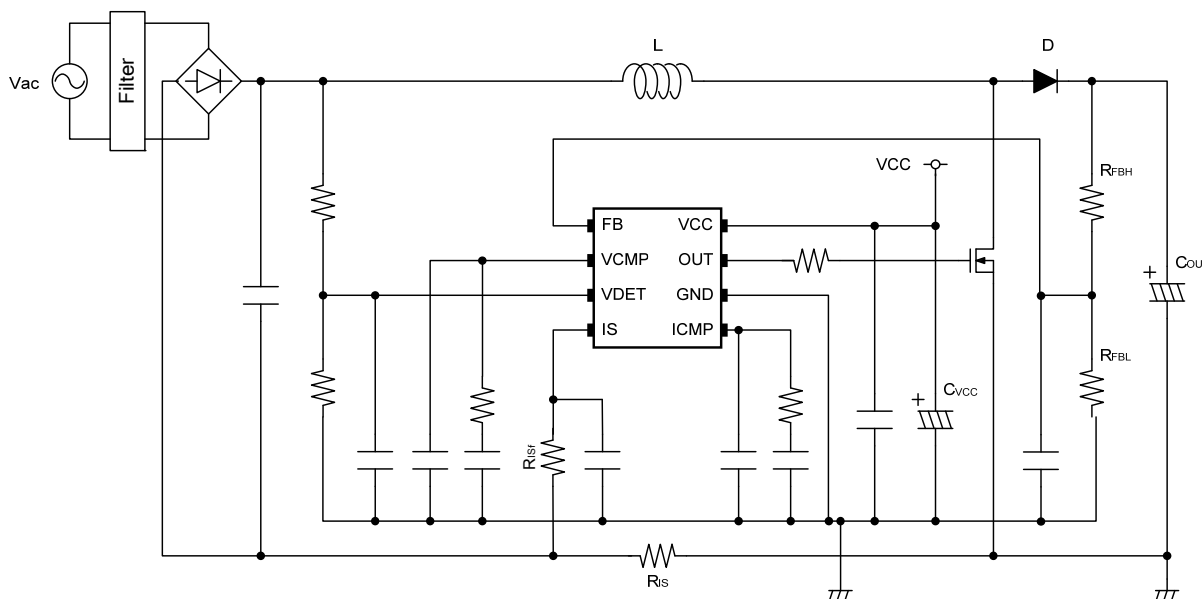 Vac
Filter
L
D
VCC
RFBH
FB
VCC
VCMP
OUT
VDET
GND
IS
ICMP
COU
RFBL
CVCC
RISf
RIS